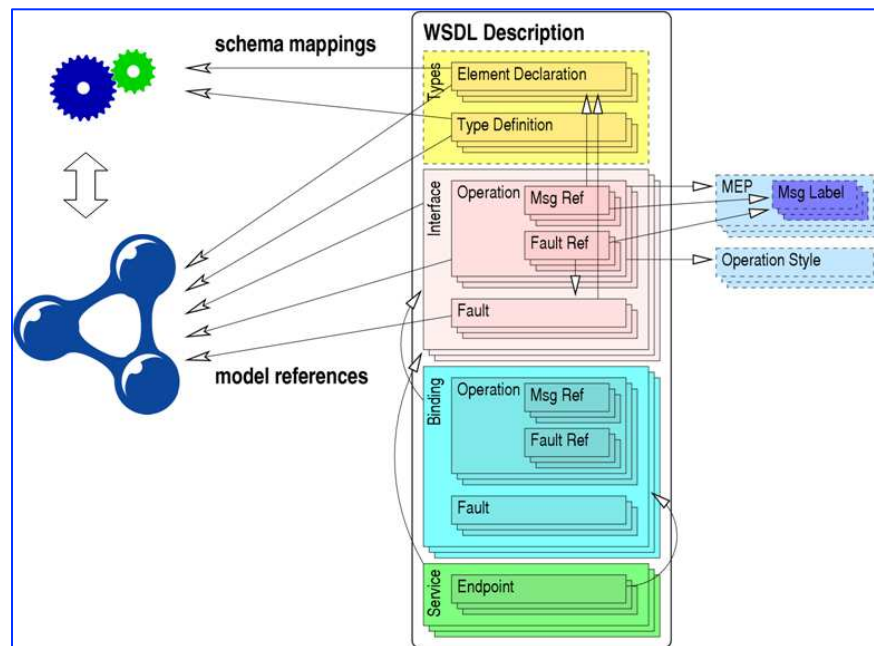 WSDL Description
schema mappings
Types
Element Declaration
Type Definition
Interface
Operation
Msg Ref
Fault Ref
Fault
MEP
Msg Label
Operation Style
model references
Binding
Operation
Msg Ref
Fault Ref
Fault
Service
Endpoint